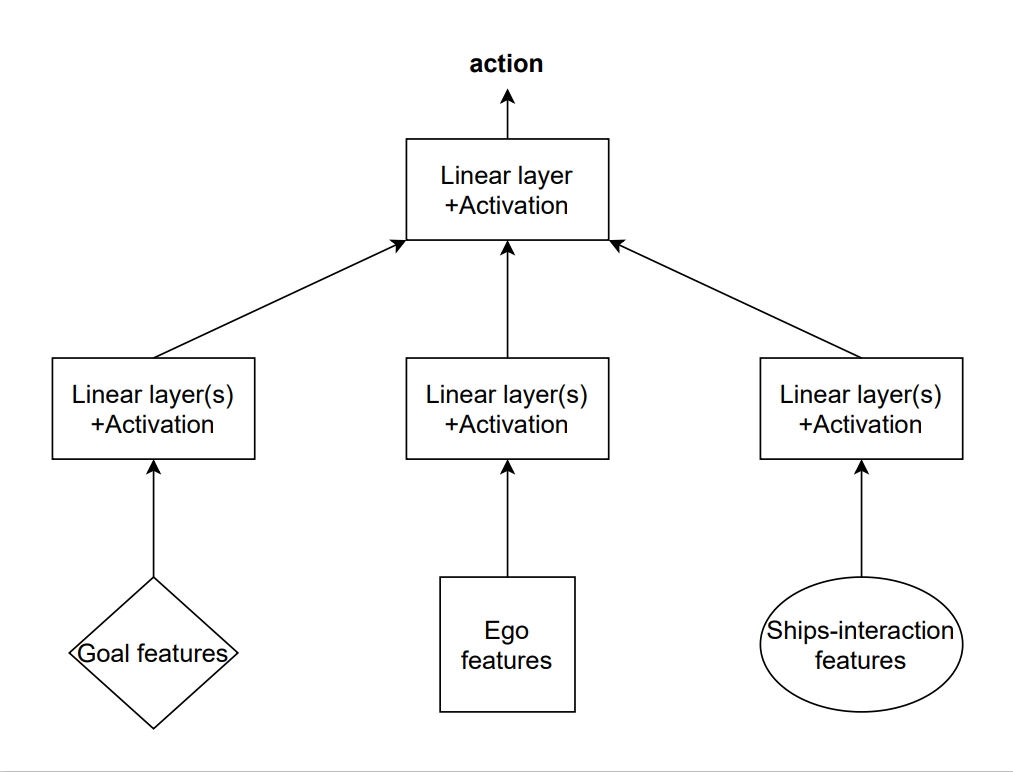 action
Linear layer
+Activation
Linear layer(s)
+Activation
Linear layer(s)
+Activation
Linear layer(s)
+Activation
Goal features
Ego
features
Ships-interaction
features